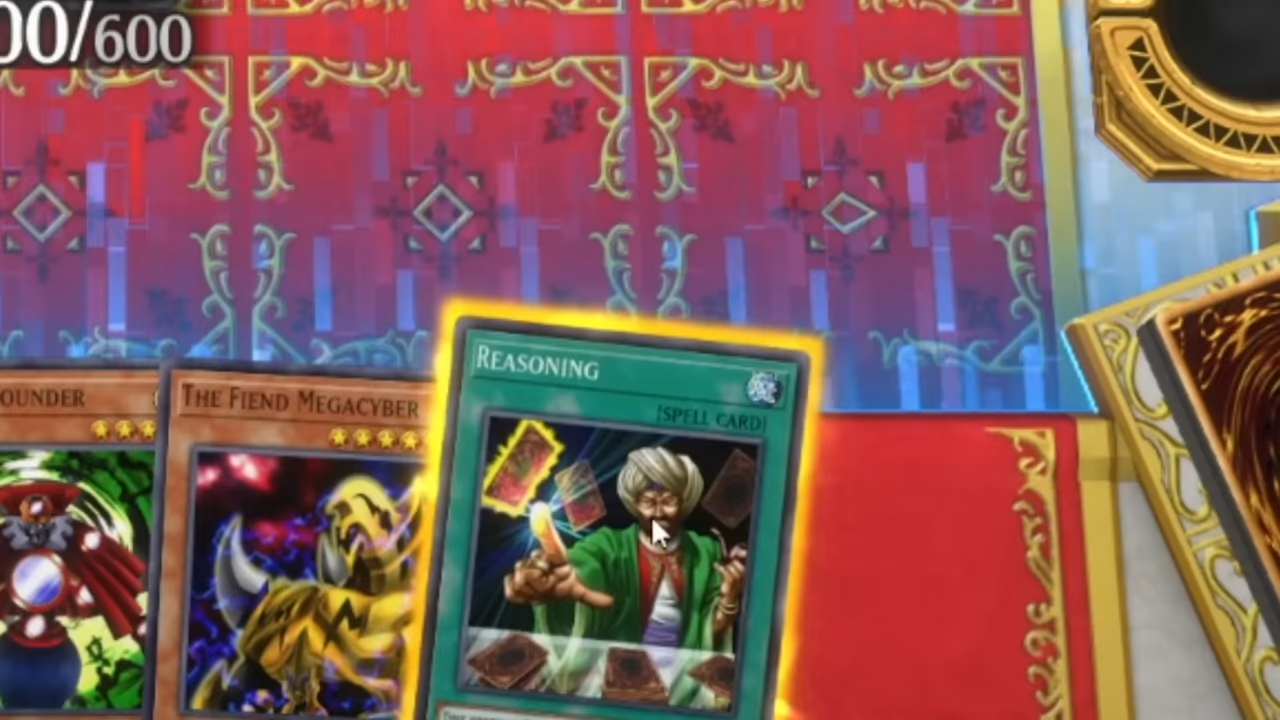 00/600
OUNDER
THE FIEND MEGACYBER
REASONING
[SPELL CARD]